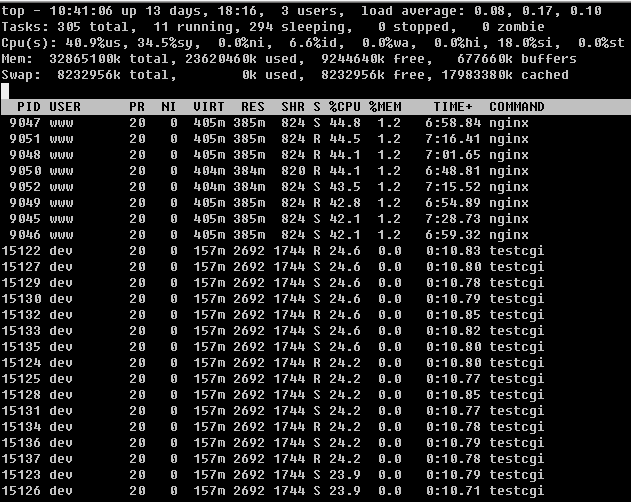 top - 10:41:06 up 13 days, 18:16,  3 users,  load average: 0.08, 0.17, 0.10
Tasks: 305 total,  11 running, 294 sleeping,   0 stopped,   0 zombie
Cpu(s): 40.9%us, 34.5%sy,  0.0%ni,  6.6%id,  0.0%wa,  0.0%hi, 18.0%si,  0.0%st
Mem:  32865100k total, 23620460k used,  9244640k free,   677660k buffers
Swap:  8232956k total,        0k used,  8232956k free, 17983380k cached
PID USER PR NI VIRT RES SHR S %CPU %MEM TIME+ COMMAND
9047 www 20 0 405m 385m 824 S 44.8 1.2 6:58.84 nginx
9051 www 20 0 405m 385m 824 R 44.5 1.2 7:16.41 nginx
9048 www 20 0 405m 385m 824 R 44.1 1.2 7:01.65 nginx
9050 www 20 0 404m 384m 820 R 44.1 1.2 6:48.81 nginx
9052 www 20 0 404m 384m 824 S 43.5 1.2 7:15.52 nginx
9049 www 20 0 405m 385m 824 R 42.8 1.2 6:54.89 nginx
9045 www 20 0 405m 385m 824 S 42.1 1.2 7:28.73 nginx
9046 www 20 0 405m 385m 824 S 42.1 1.2 6:59.32 nginx
15122 dev 20 0 157m 2692 1744 R 24.6 0.0 0:10.83 testcgi
15127 dev 20 0 157m 2692 1744 S 24.6 0.0 0:10.80 testcgi
15129 dev 20 0 157m 2692 1744 S 24.6 0.0 0:10.78 testcgi
15130 dev 20 0 157m 2692 1744 S 24.6 0.0 0:10.79 testcgi
15132 dev 20 0 157m 2692 1744 R 24.6 0.0 0:10.85 testcgi
15133 dev 20 0 157m 2692 1744 S 24.6 0.0 0:10.82 testcgi
15135 dev 20 0 157m 2692 1744 S 24.6 0.0 0:10.80 testcgi
15124 dev 20 0 157m 2692 1744 R 24.2 0.0 0:10.80 testcgi
15125 dev 20 0 157m 2692 1744 R 24.2 0.0 0:10.77 testcgi
15128 dev 20 0 157m 2692 1744 S 24.2 0.0 0:10.85 testcgi
15131 dev 20 0 157m 2692 1744 S 24.2 0.0 0:10.77 testcgi
15134 dev 20 0 157m 2692 1744 R 24.2 0.0 0:10.78 testcgi
15136 dev 20 0 157m 2692 1744 S 24.2 0.0 0:10.79 testcgi
15137 dev 20 0 157m 2692 1744 R 24.2 0.0 0:10.78 testcgi
15123 dev 20 0 157m 2692 1744 S 23.9 0.0 0:10.79 testcgi
15126 dev 20 0 157m 2692 1744 S 23.9 0.0 0:10.71 testcgi